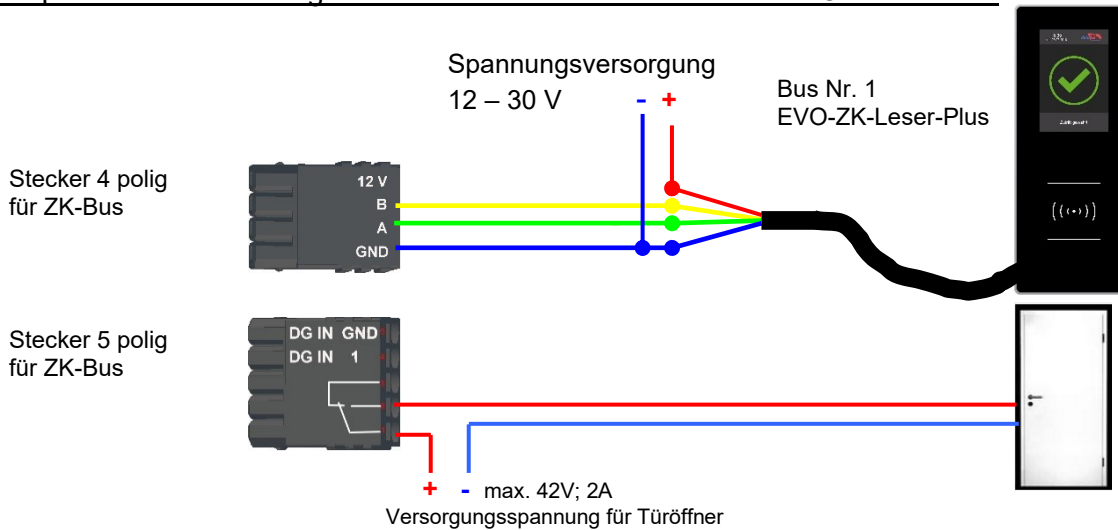 Spannungsversorgung
12 – 30 V
- +
Bus Nr. 1
EVO-ZK-Leser-Plus
Stecker 4 polig
für ZK-Bus
12 V
B
A
GND
Stecker 5 polig
für ZK-Bus
DG IN GND
DG IN 1
+ - max. 42V; 2A
Versorgungsspannung für Türöffner